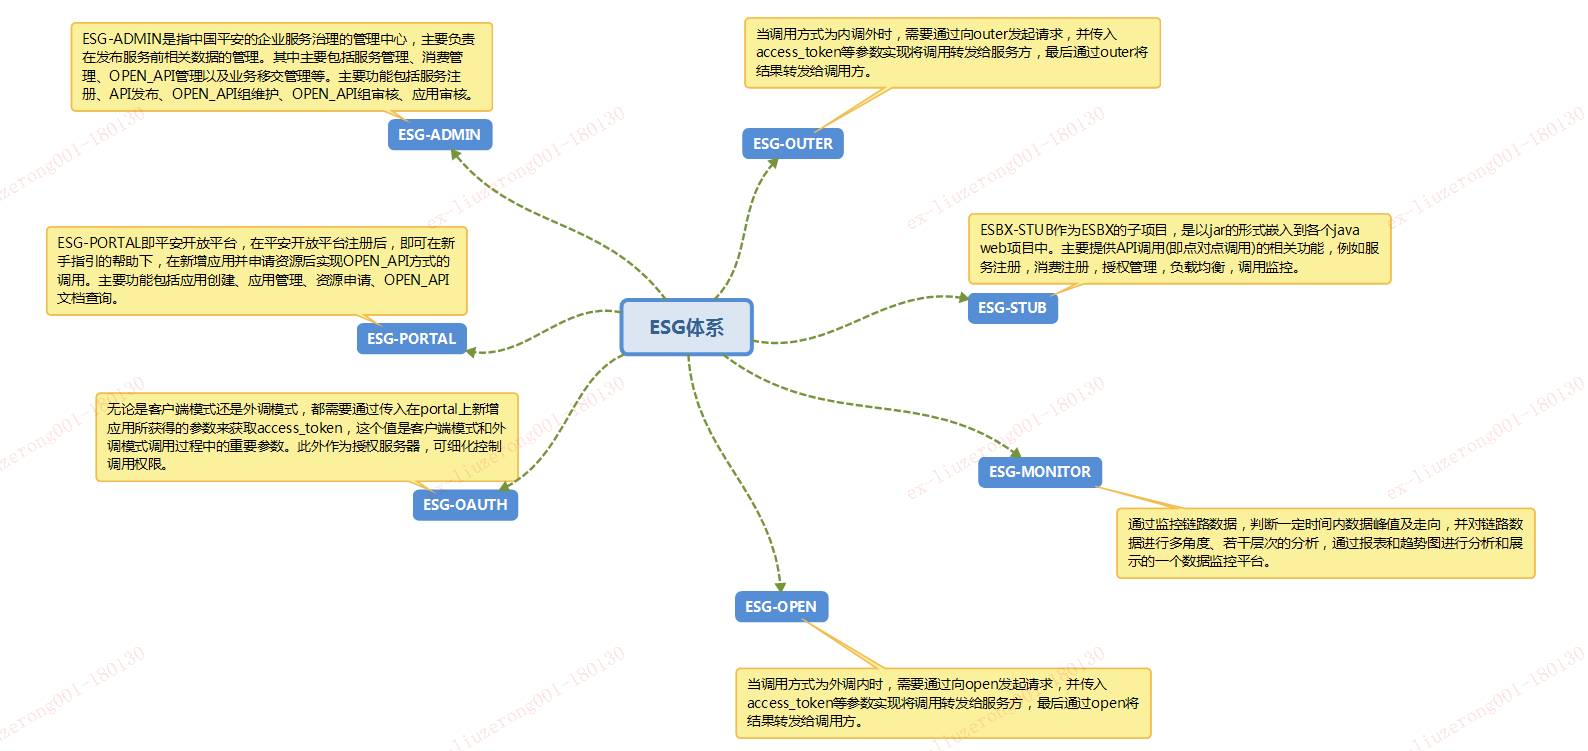 ESG-ADMIN是指中国平安的企业服务治理的管理中心，主要负责
在发布服务前相关数据的管理。其中主要包括服务管理、消费管
理、OPEN_API管理以及业务移交管理等。主要功能包括服务注
册、API发布、OPEN_API组维护、OPEN_API组审核、应用审核。
ESG-ADMIN
当调用方式为内调外时，需要通过向outer发起请求，并传入
access_token等参数实现将调用转发给服务方，最后通过outer将
结果转发给调用方。
ESG-OUTER
ESG-PORTAL即平安开放平台，在平安开放平台注册后，即可在新
手指引的帮助下，在新增应用并申请资源后实现OPEN_API方式的
调用。主要功能包括应用创建、应用管理、资源申请、OPEN_API
文档查询。
ESG-PORTAL
ESBX-STUB作为ESBX的子项目，是以jar的形式嵌入到各个java
web项目中。主要提供API调用(即点对点调用)的相关功能，例如服
务注册，消费注册，授权管理，负载均衡，调用监控。
ESG-STUB
ESG体系
无论是客户端模式还是外调模式，都需要通过传入在portal上新增
应用所获得的参数来获取access_token，这个值是客户端模式和外
调模式调用过程中的重要参数。此外作为授权服务器，可细化控制
调用权限。
ESG-OAUTH
ESG-MONITOR
通过监控链路数据，判断一定时间内数据峰值及走向，并对链路数
据进行多角度、若干层次的分析，通过报表和趋势图进行分析和展
示的一个数据监控平台。
ESG-OPEN
当调用方式为外调内时，需要通过向open发起请求，并传入
access_token等参数实现将调用转发给服务方，最后通过open将
结果转发给调用方。
uzerong001-180130
ex-liuzerong001-180130
ex-liuzerong001-180130
ex-liuzerong001-180130
uzerong001-180130
ex-liuzerong001-180130
ex-liuzerong001-180130
ex-liuzerong001-180130
uzerong001-180130
liuzerong001-180130
liuzerong001-180130
liuzerong001-180130